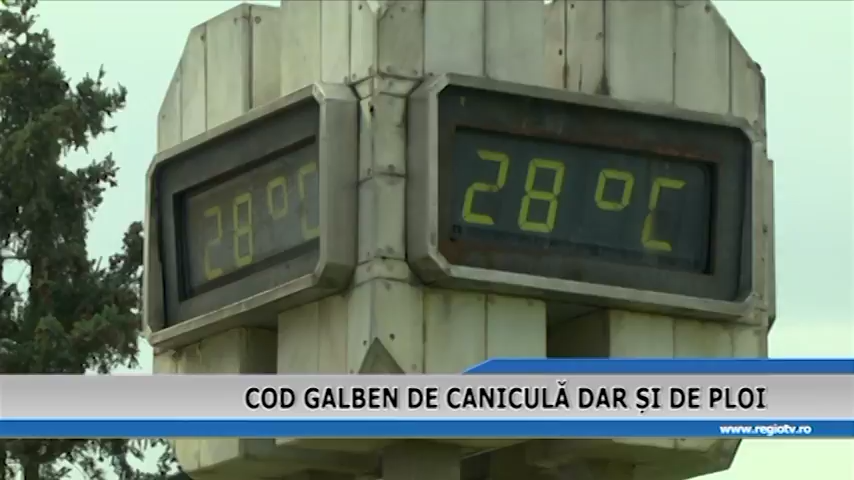 28°C
28°C
COD GALBEN DE CANICULĂ DAR ȘI DE PLOI
www.regiotv.ro